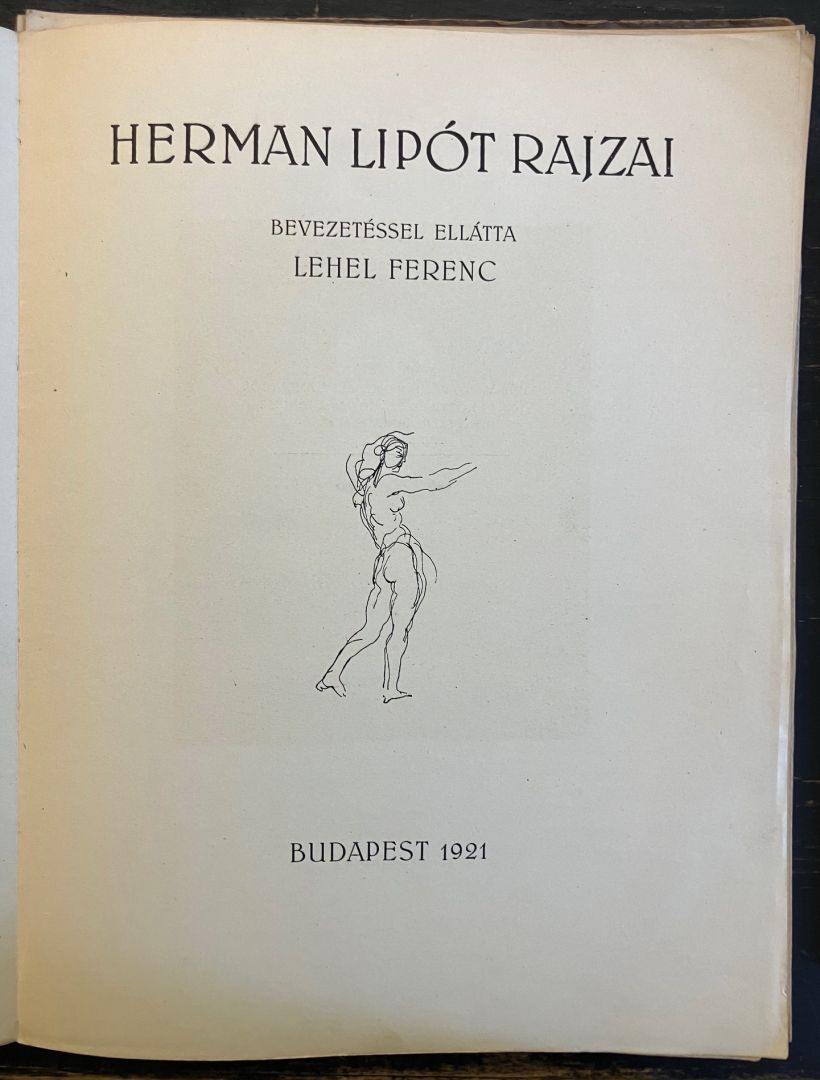 HERMAN LIPÓT RAJZAI
BEVEZETÉSSEL ELLÁTTA
LEHEL FERENC
BUDAPEST 1921